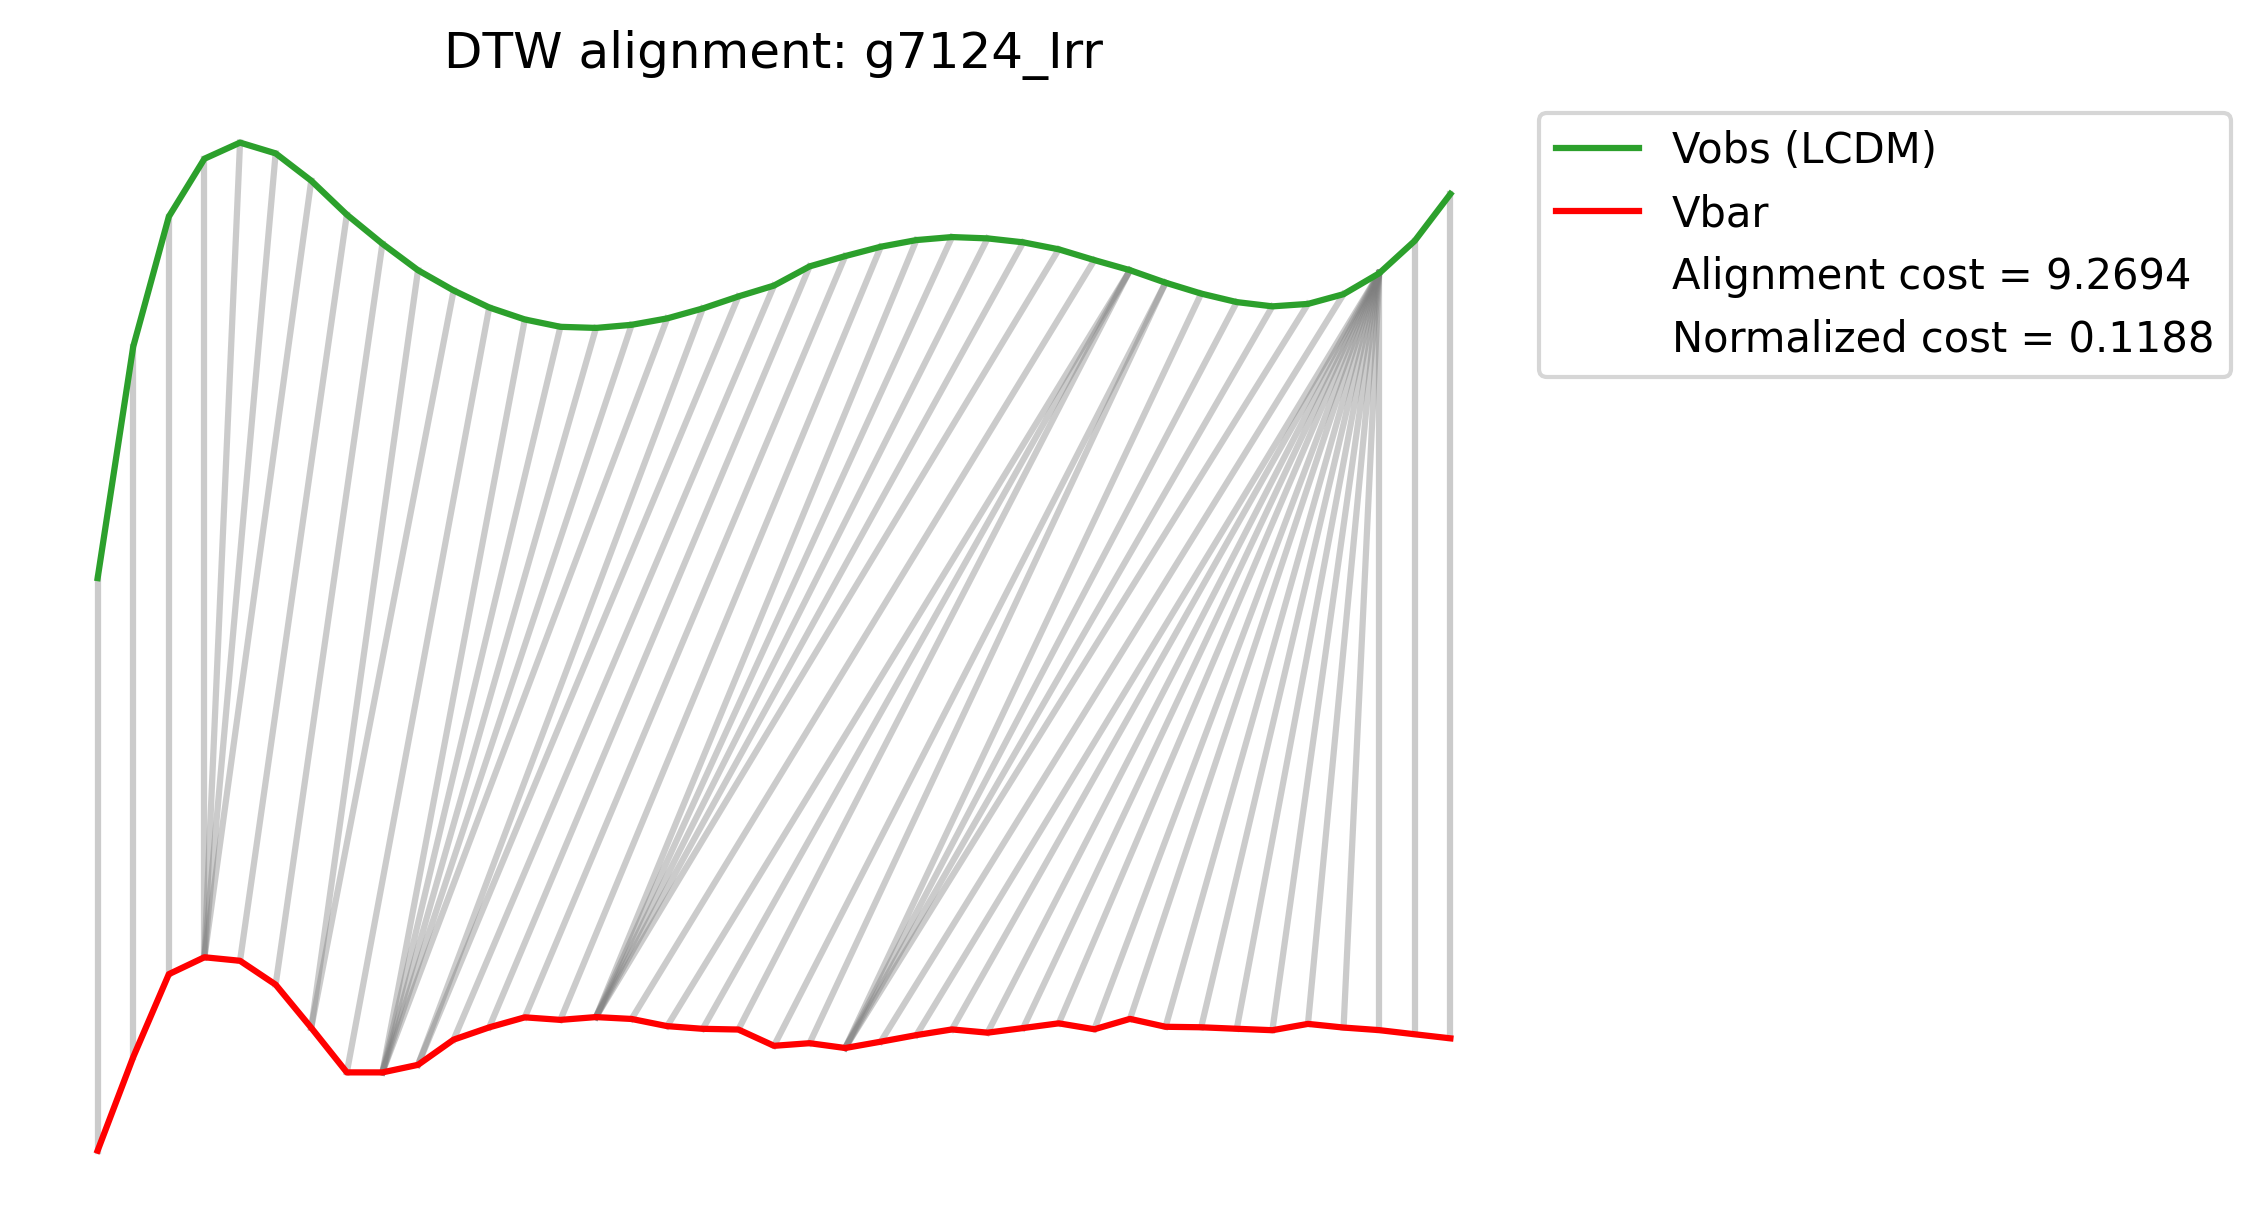 DTW alignment: g7124_Irr
Vobs (LCDM)
Vbar
Alignment cost = 9.2694
Normalized cost = 0.1188